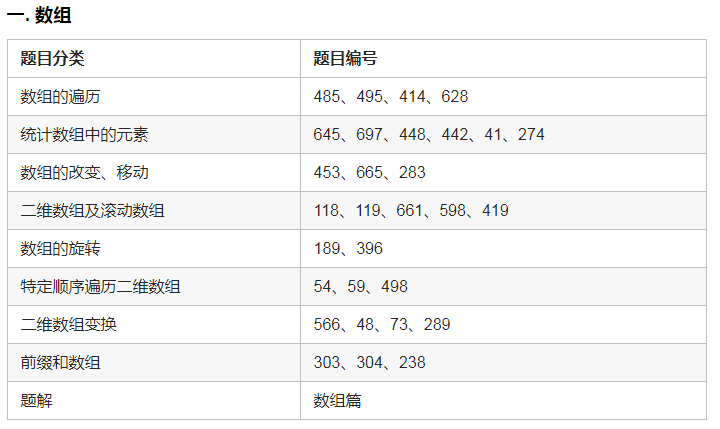 一. 数组
题目分类 题目编号
数组的遍历 485、495、414、628
统计数组中的元素 645、697、448、442、41、274
数组的改变、移动 453、665、283
二维数组及滚动数组 118、119、661、598、419
数组的旋转 189、396
特定顺序遍历二维数组 54、59、498
二维数组变换 566、48、73、289
前缀和数组 303、304、238
题解 数组篇